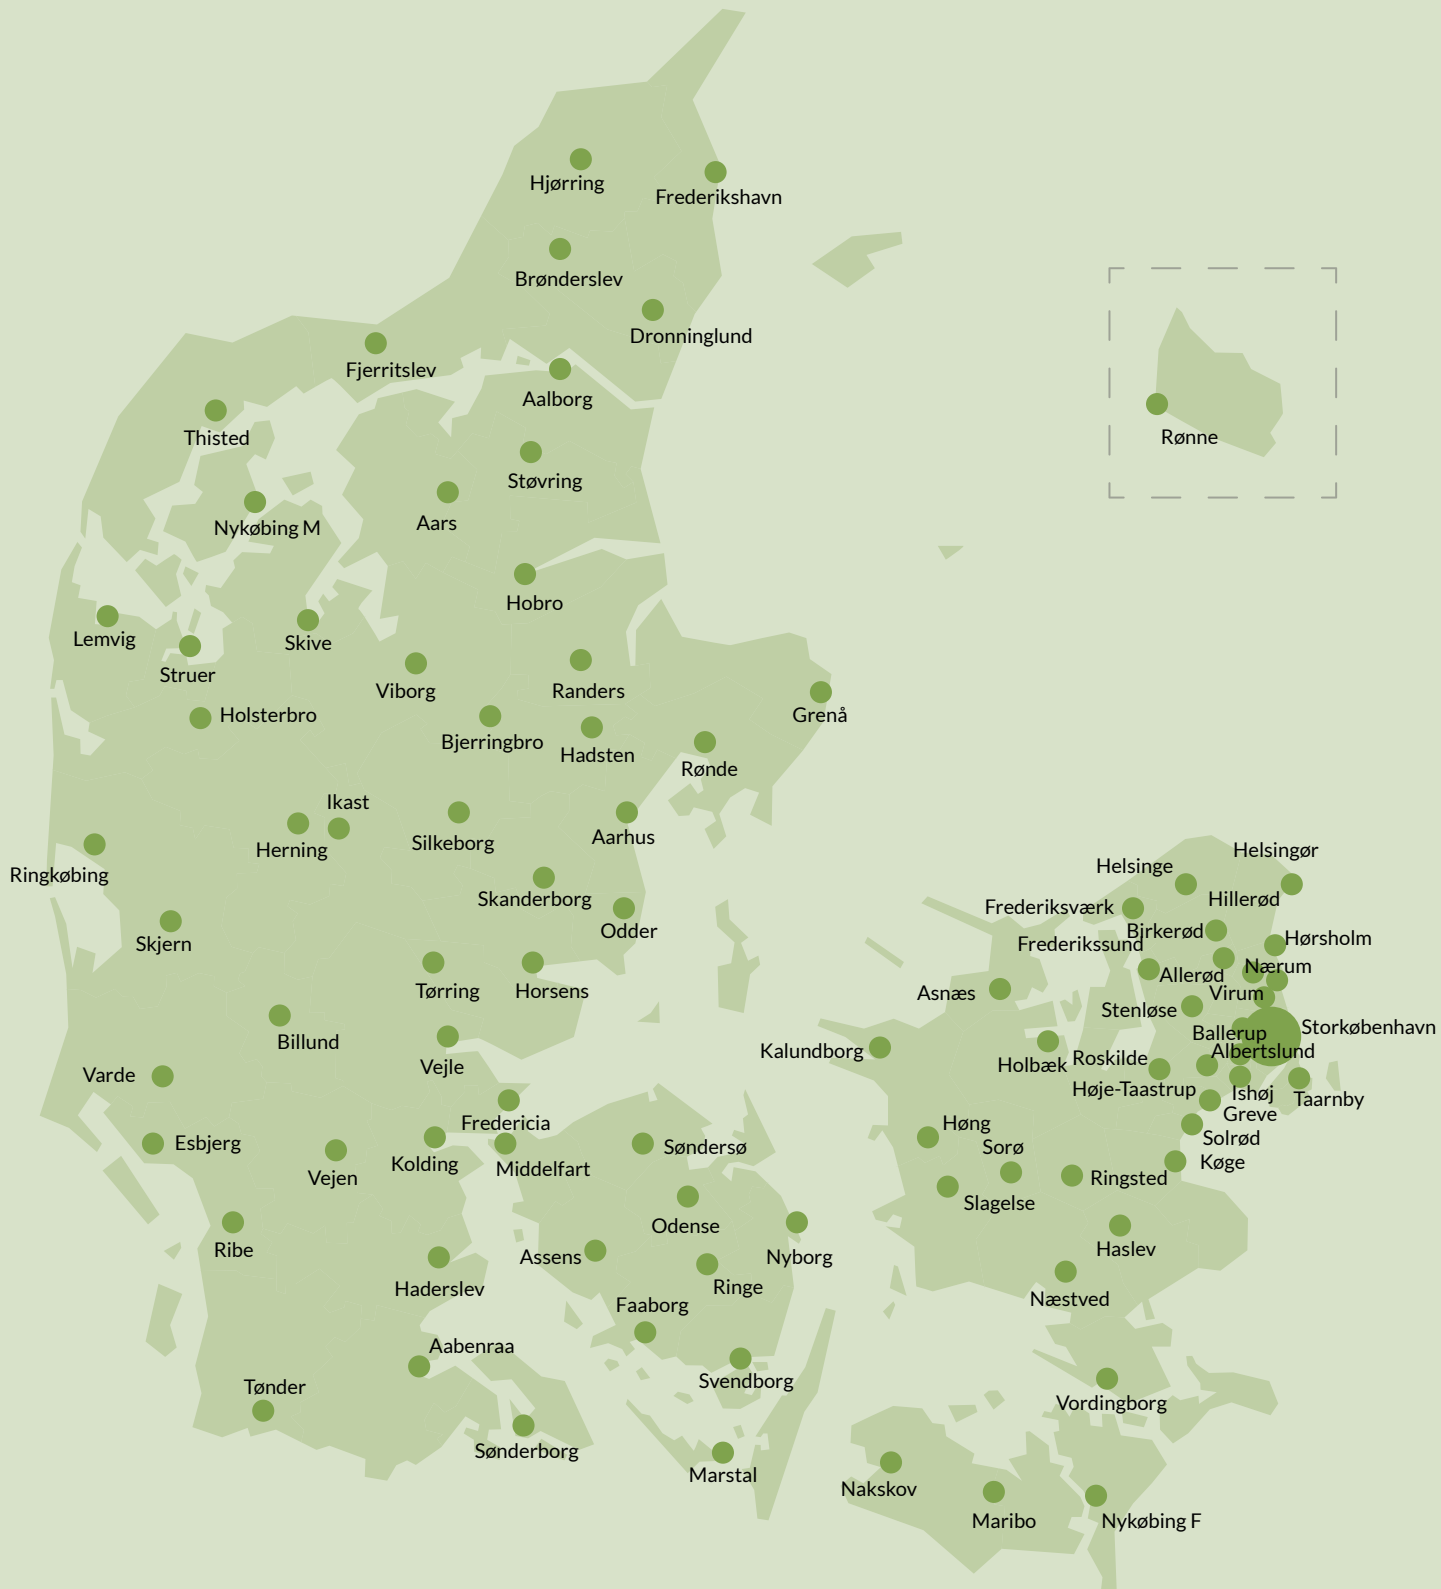 Hjørring
Frederikshavn
Brønderslev
Dronninglund
Fjerritslev
Aalborg
Thisted
Rønne
Støvring
Aars
Nykøbing M
Hobro
Lemvig
Skive
Struer
Viborg
Randers
Holsterbro
Grenå
Bjerringbro
Hadsten
Rønde
Ikast
Herning
Silkeborg
Aarhus
Ringkøbing
Skanderborg
Odder
Skjern
Tørring
Horsens
Billund
Vejle
Varde
Fredericia
Esbjerg
Kolding
Middelfart
Vejen
Søndersø
Odense
Ribe
Assens
Nyborg
Haderslev
Ringe
Faaborg
Aabenraa
Svendborg
Tønder
Sønderborg
Marstal
Helsingør
Helsinge
Hillerød
Frederiksværk
Birkerød
Hørsholm
Frederikssund
Nærum
Allerød
Asnæs
Virum
Stenløse
Storkøbenhavn
Ballerup
Kalundborg
Albertslund
Roskilde
Holbæk
Høje-Taastrup
Ishøj
Taarnby
Greve
Høng
Solrød
Sorø
Køge
Ringsted
Slagelse
Haslev
Næstved
Vordingborg
Nakskov
Maribo
Nykøbing F